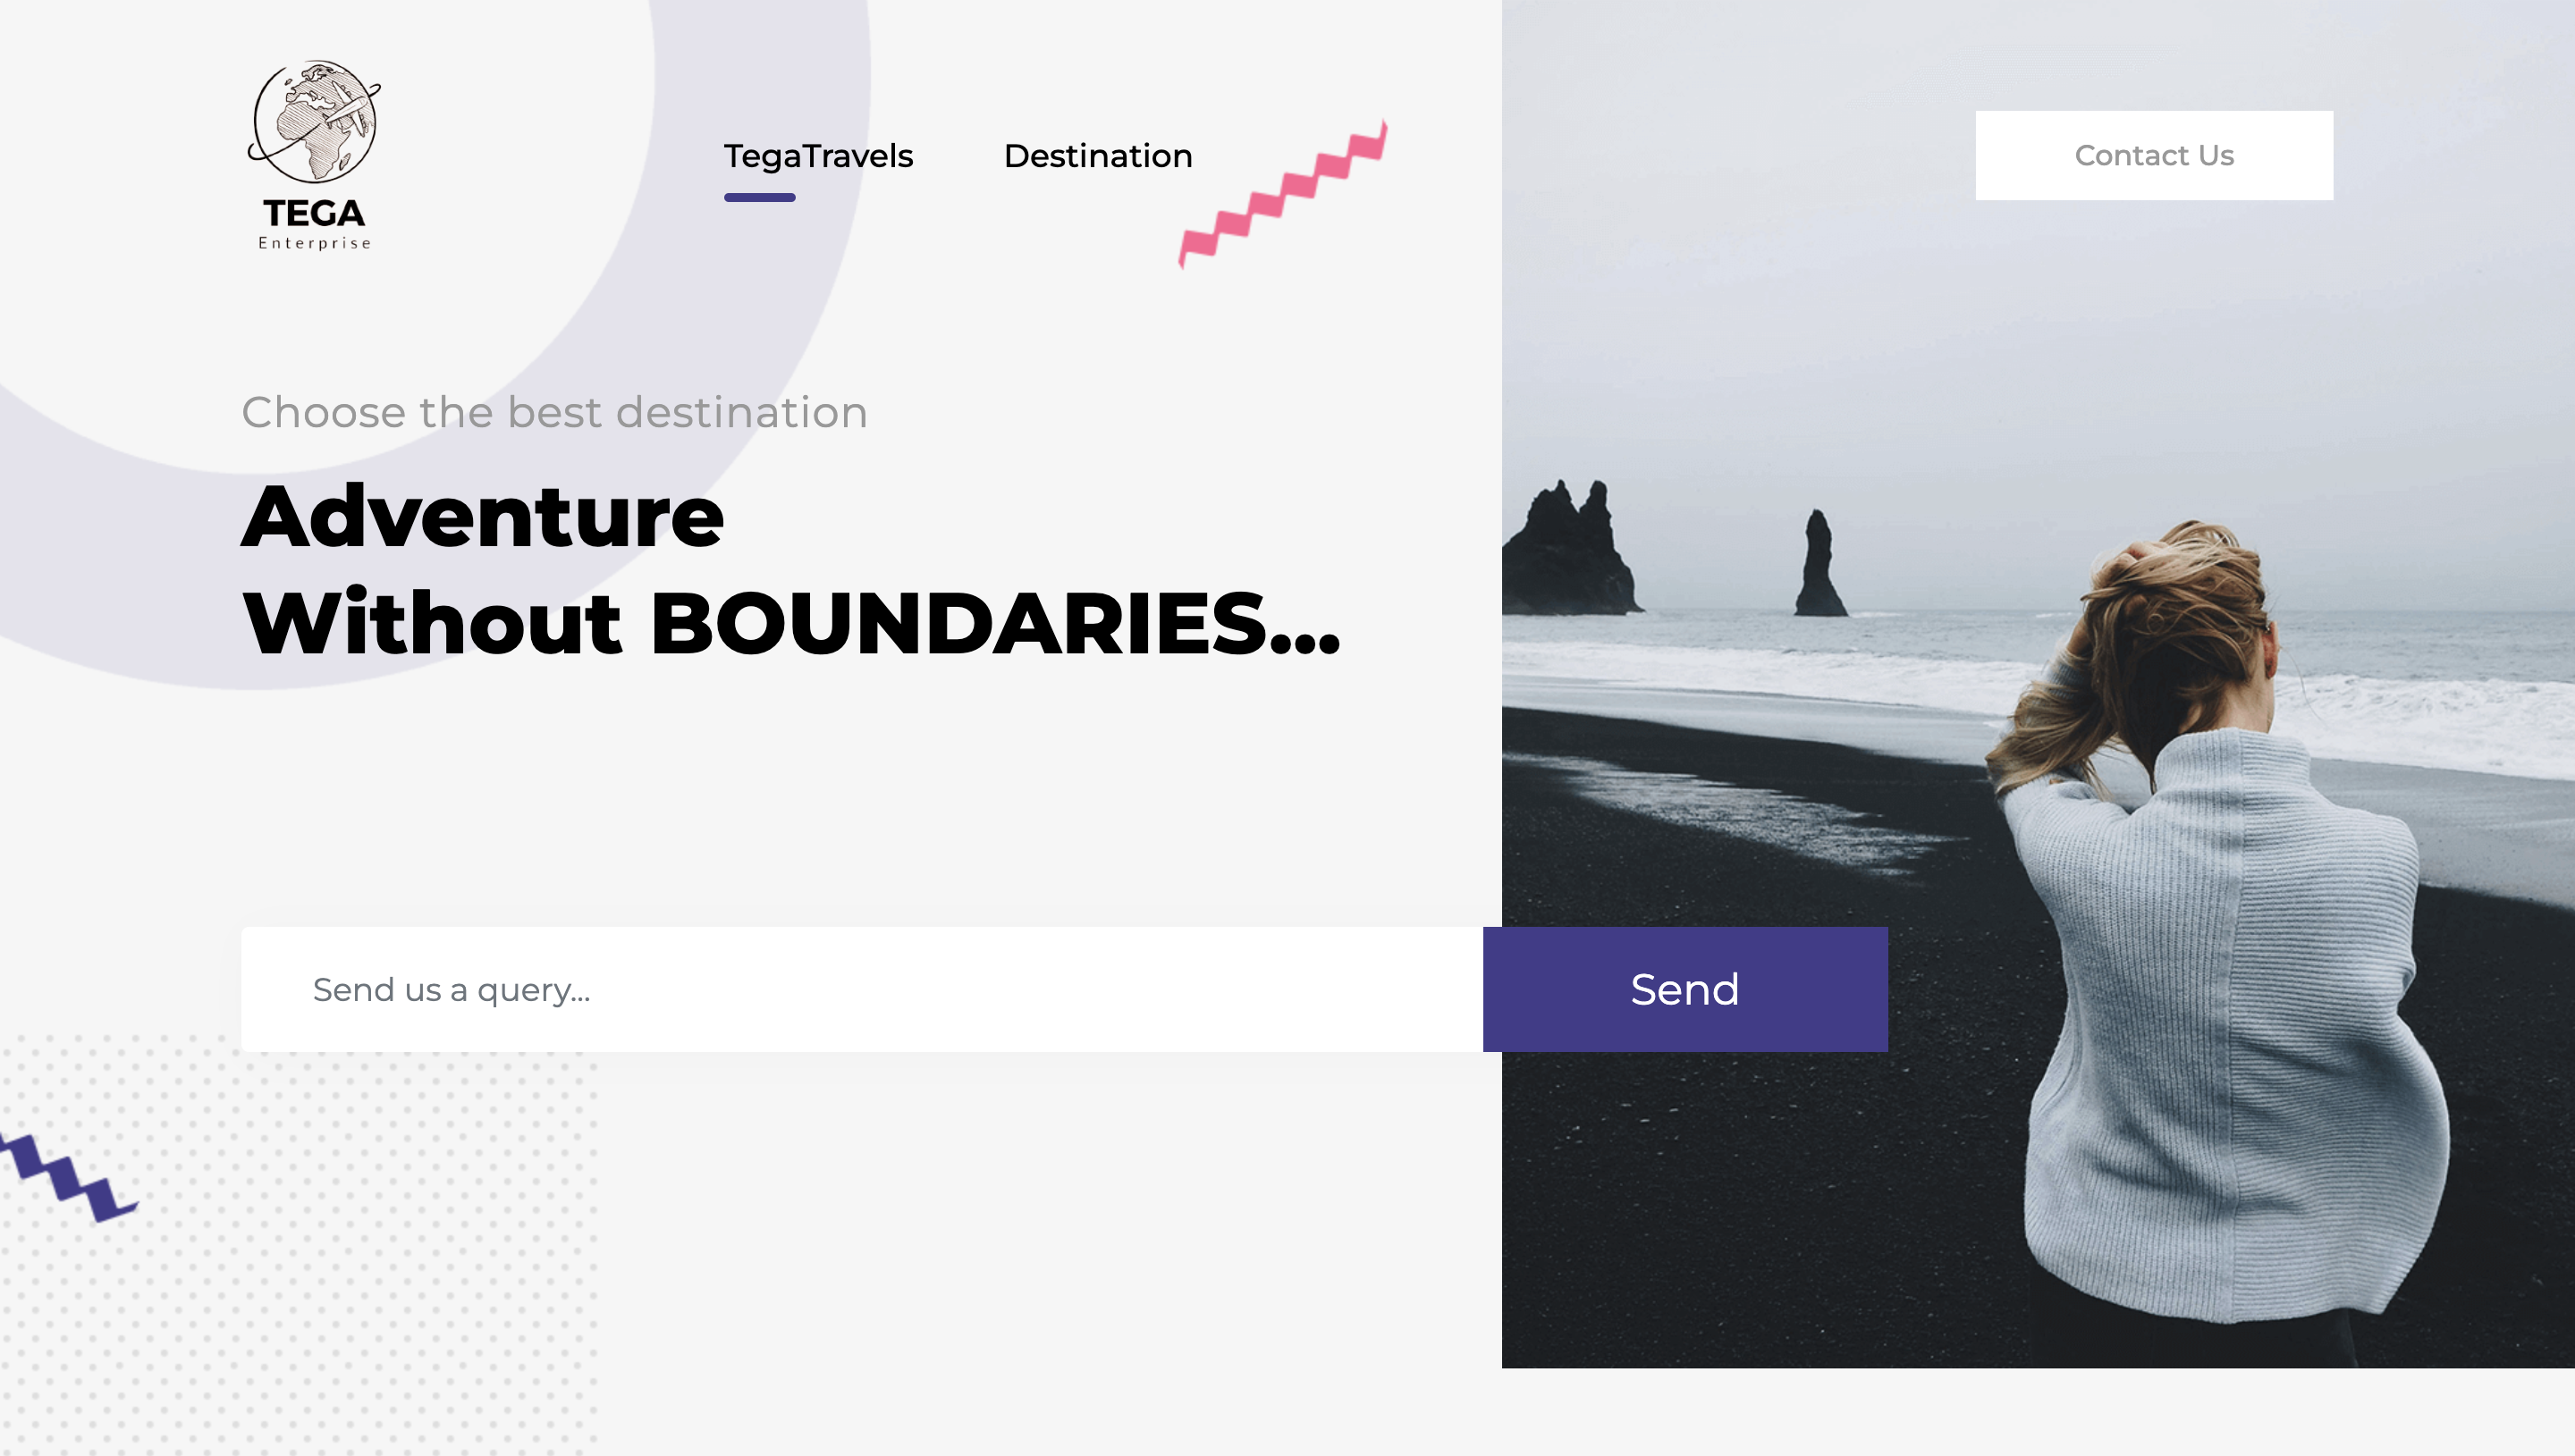 TEGA
Enterprise
TegaTravels
Destination
Contact Us
Choose the best destination
Adventure
Without BOUNDARIES...
Send us a query...
Send